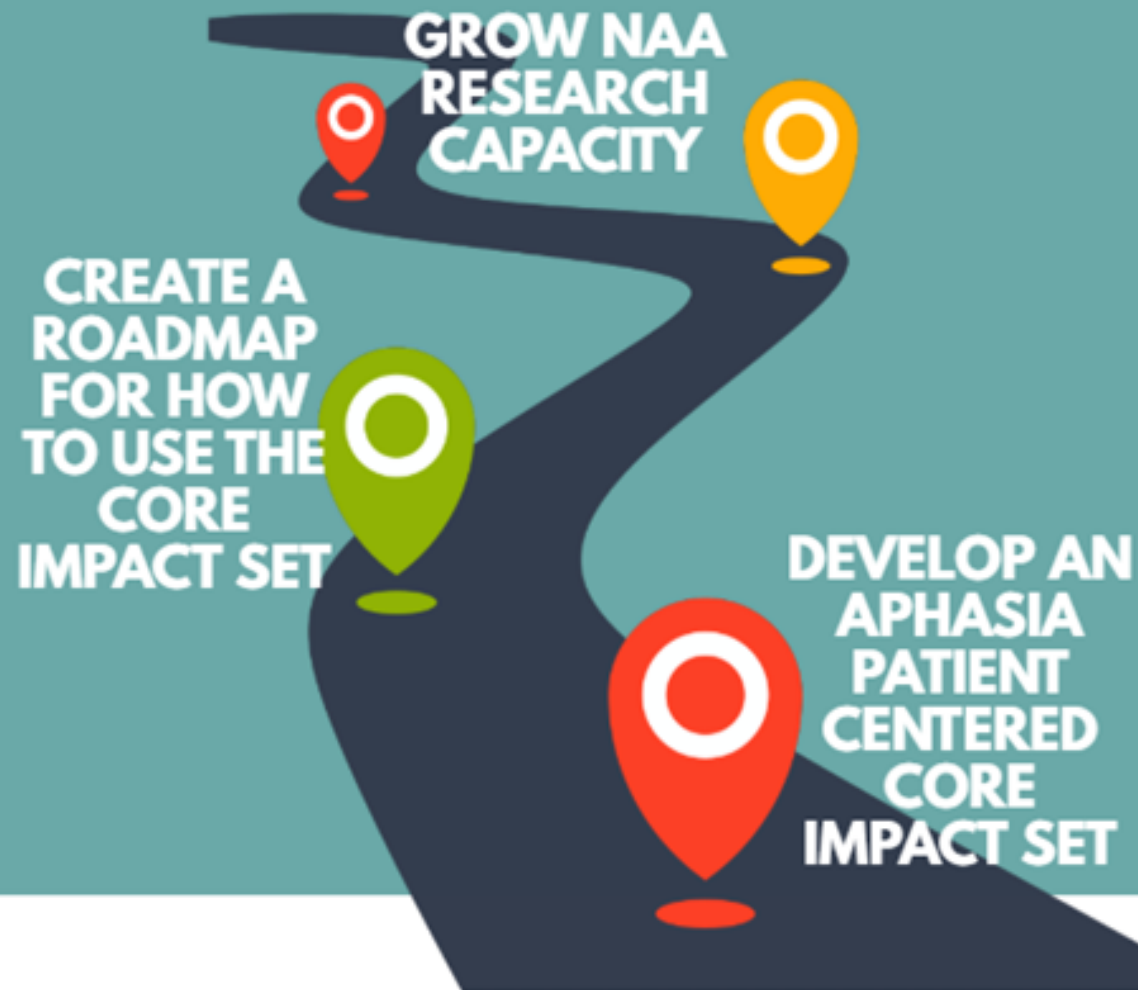 GROW NAA
RESEARCH
CAPACITY
CREATE A
ROADMAP
FOR HOW
TO USE THE
CORE
IMPACT SET
DEVELOP AN
APHASIA
PATIENT
CENTERED
CORE
IMPACT SET